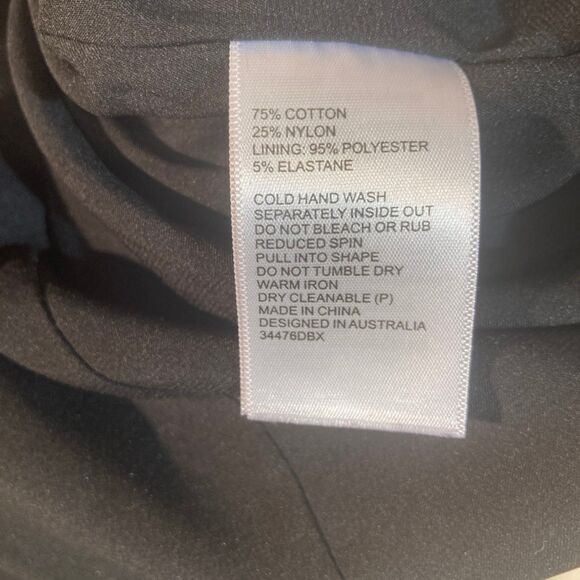 75% COTTON
25% NYLON
LINING: 95% POLYESTER
5% ELASTANE
COLD HAND WASH
SEPARATELY INSIDE OUT
DO NOT BLEACH OR RUB
REDUCED SPIN
PULL INTO SHAPE
DO NOT TUMBLE DRY
WARM IRON
DRY CLEANABLE (P)
MADE IN CHINA
DESIGNED IN AUSTRALIA
34476DBX